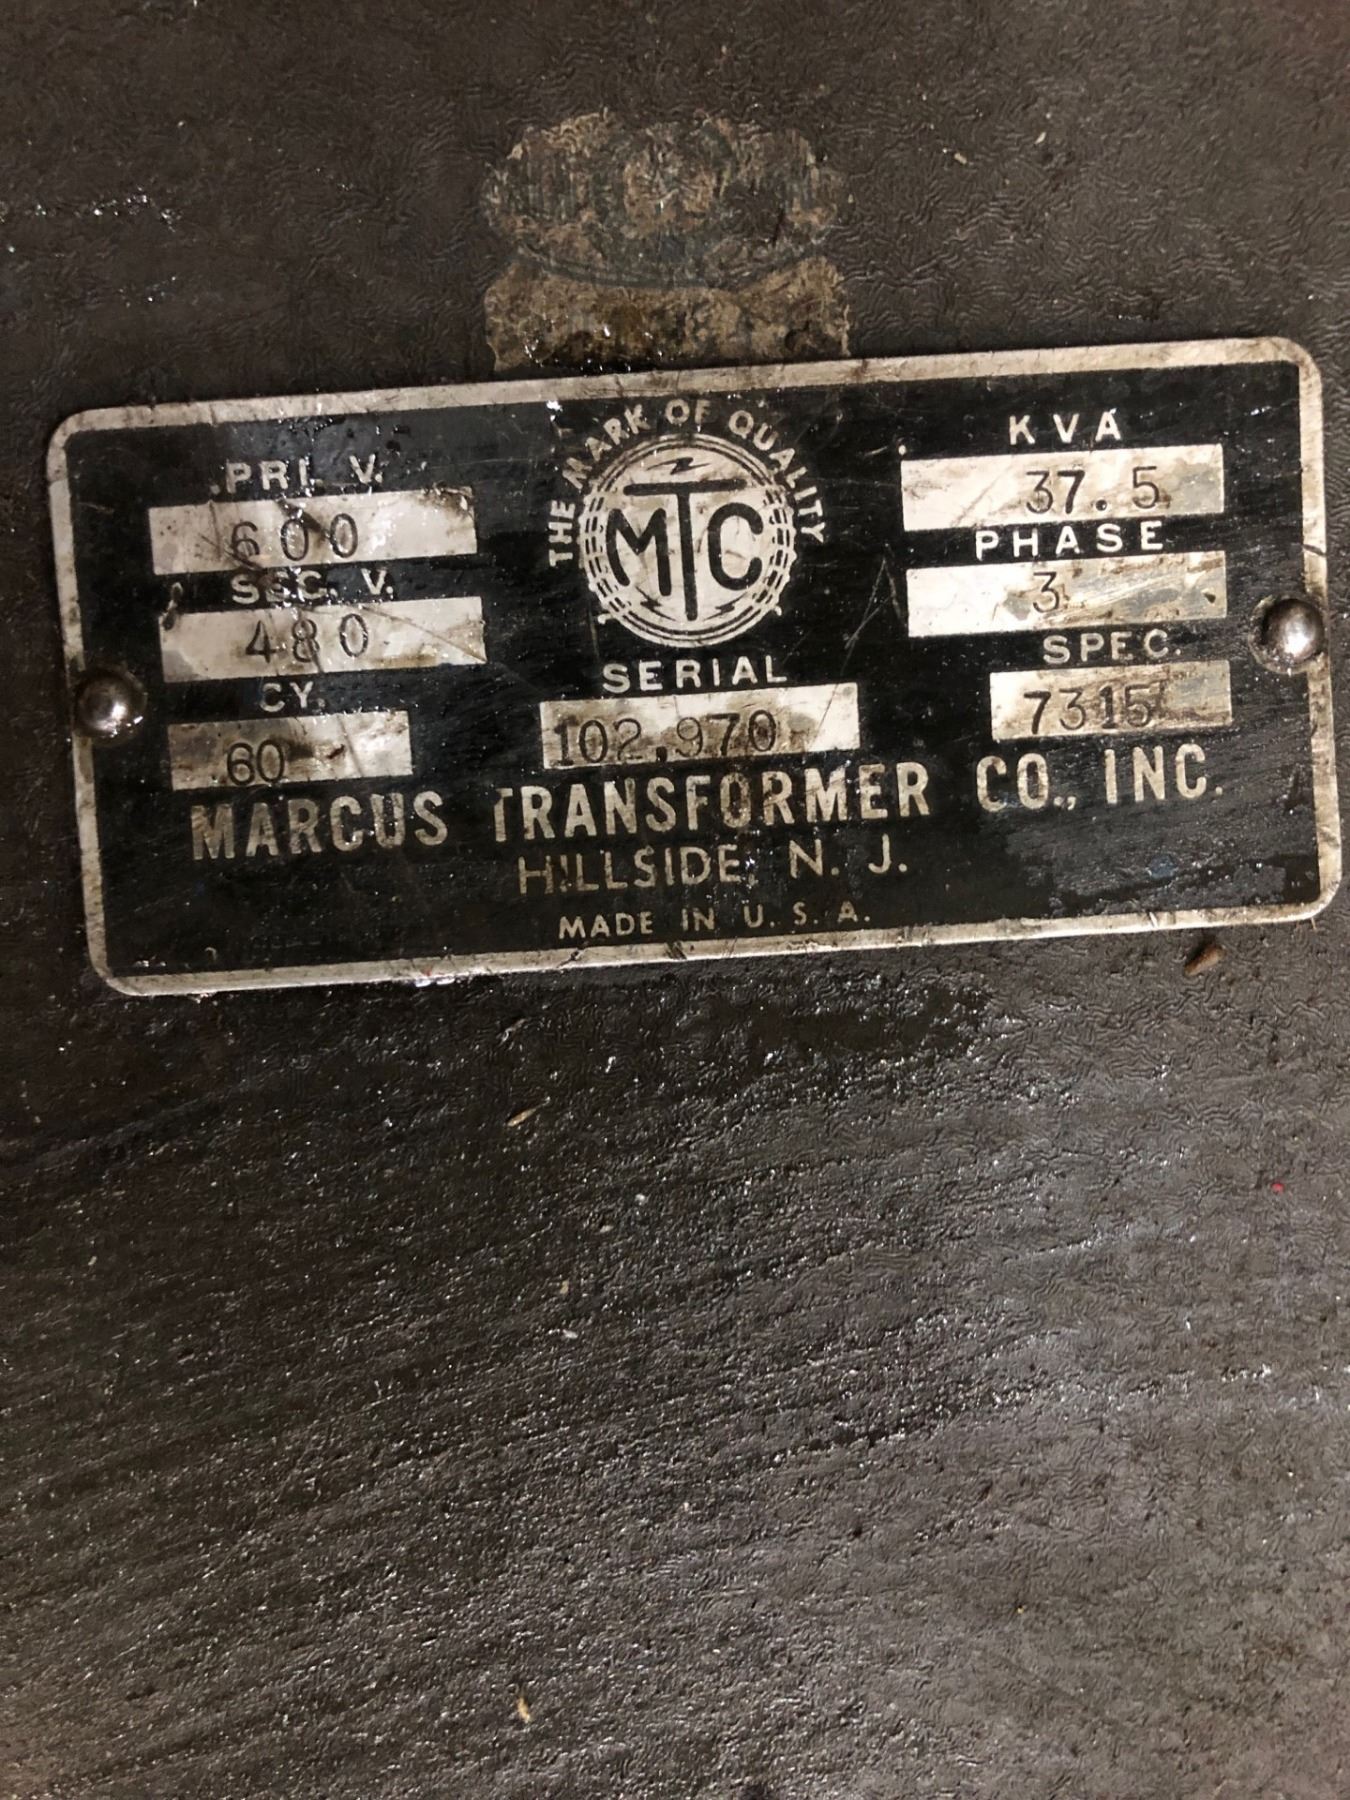 THE MARK OF QUALITY
MTC
PRI. V.
600
SEC. V.
480
CY.
60
SERIAL
102,970
KVA
37.5
PHASE
3
SPEC.
7315
MARCUS TRANSFORMER CO., INC.
HILLSIDE, N. J.
MADE IN U. S. A.